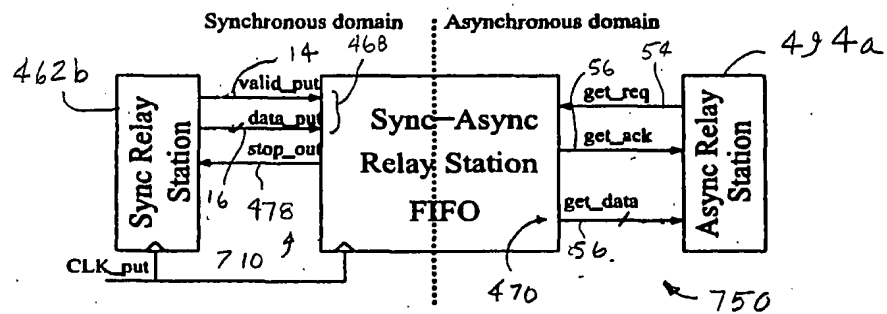 Synchronous domain
Asynchronous domain
462b
14
468
56
54
494a
valid_put
get_req
data_put
get_ack
stop_out
get_data
Sync Relay
Station
Sync-Async
Relay Station
FIFO
Async Relay
Station
16
478
56
CLK_put
710
470
750